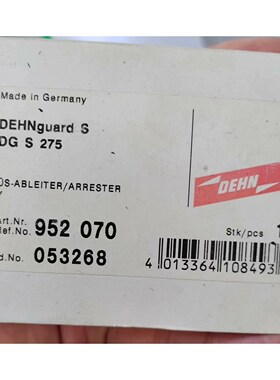 Made in Germany
DEHNguard S
DG S 275
ÜS-ABLEITER/ARRESTER
DEHN
Art.Nr.
Ref.No. 952 070
Stk/pcs 1
d.No. 053268
4 013364 108493